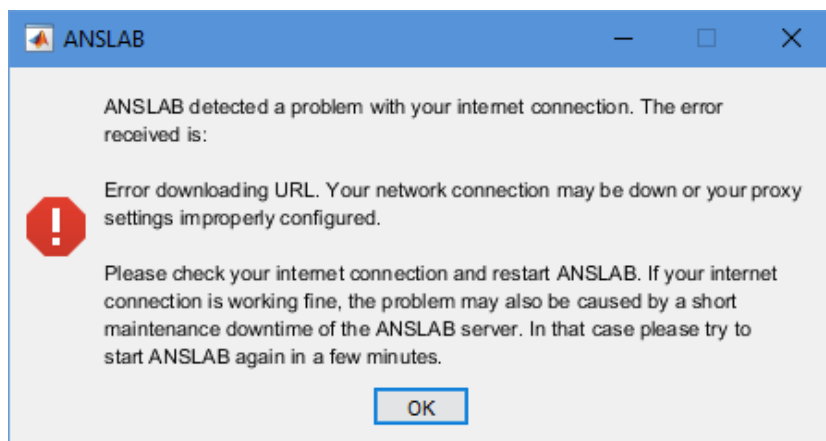 ANSLAB
ANSLAB detected a problem with your internet connection. The error
received is:
Error downloading URL. Your network connection may be down or your proxy
settings improperly configured.
Please check your internet connection and restart ANSLAB. If your internet
connection is working fine, the problem may also be caused by a short
maintenance downtime of the ANSLAB server. In that case please try to
start ANSLAB again in a few minutes.
OK